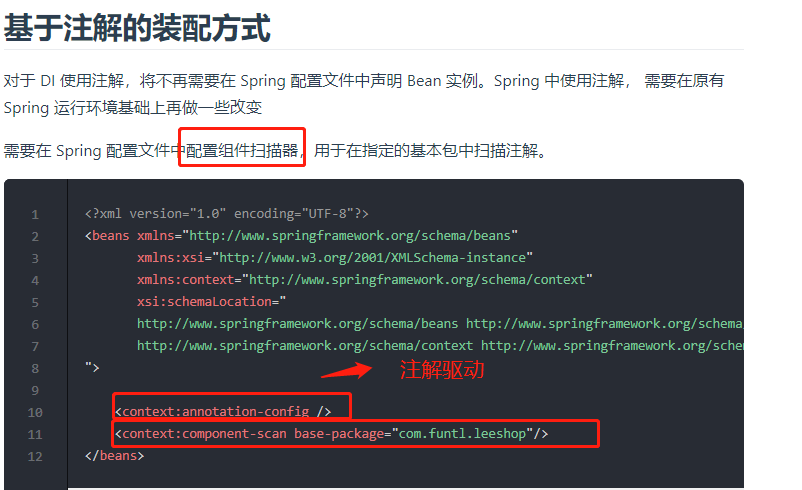 基于注解的装配方式
对于 DI 使用注解，将不再需要在 Spring 配置文件中声明 Bean 实例。Spring 中使用注解， 需要在原有
Spring 运行环境基础上再做一些改变
需要在 Spring 配置文件中配置组件扫描器，用于在指定的基本包中扫描注解。
1 <?xml version="1.0" encoding="UTF-8"?>
2 <beans xmlns="http://www.springframework.org/schema/beans"
3 xmlns:xsi="http://www.w3.org/2001/XMLSchema-instance"
4 xmlns:context="http://www.springframework.org/schema/context"
5 xsi:schemaLocation="
6 http://www.springframework.org/schema/beans http://www.springframework.org/schema/
7 http://www.springframework.org/schema/context http://www.springframework.org/schem
8 ">
注解驱动
9
10 <context:annotation-config />
11 <context:component-scan base-package="com.funtl.leeshop"/>
12 </beans>